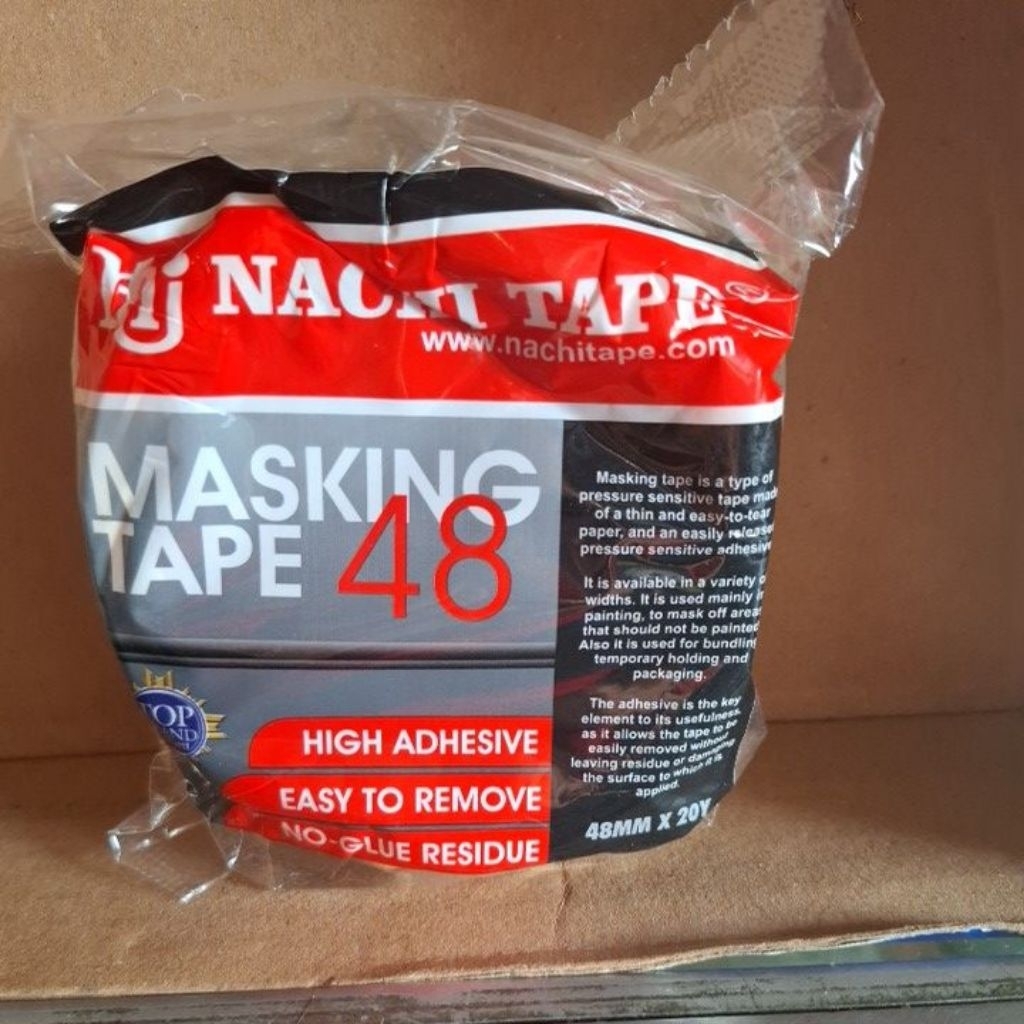 NACHI TAPE®
www.nachitape.com
MASKING
TAPE 48
Masking tape is a type of
pressure sensitive tape made
of a thin and easy-to-tear
paper, and an easily released
pressure sensitive adhesive
It is available in a variety o
widths. It is used mainly in
painting, to mask off areas
that should not be painted
Also it is used for bundling
temporary holding and
packaging.
The adhesive is the key
element to its usefulness,
as it allows the tape to be
easily removed without
leaving residue or damaging
the surface to which it is
applied.
TOP
HIGH ADHESIVE
EASY TO REMOVE
NO-GLUE RESIDUE
48MM X 20Y